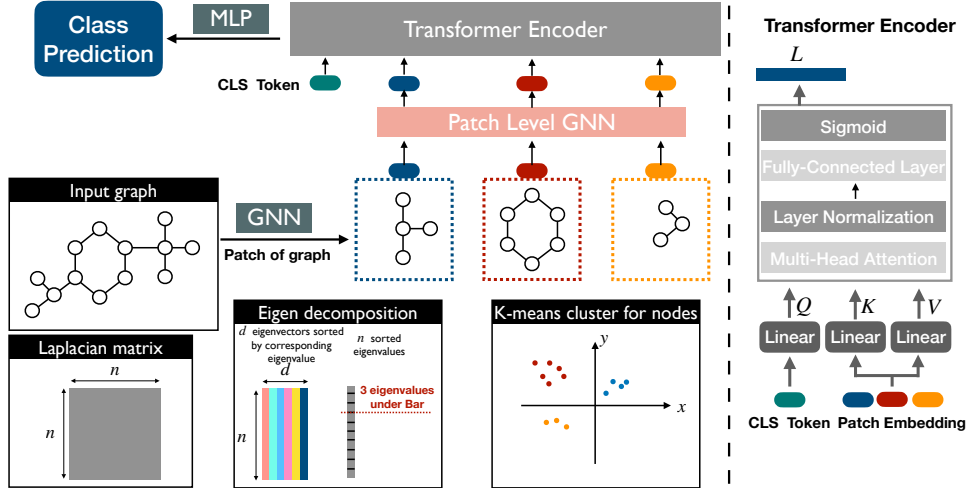 Class
Prediction
MLP
Transformer Encoder
CLS Token
Patch Level GNN
Input graph
GNN
Patch of graph
Laplacian matrix
n
n
Eigen decomposition
d eigenvectors sorted
by corresponding
eigenvalue
n sorted
eigenvalues
d
n
3 eigenvalues
under Bar
K-means cluster for nodes
y
x
Transformer Encoder
L
Sigmoid
Fully-Connected Layer
Layer Normalization
Multi-Head Attention
Q
K
V
Linear
Linear
Linear
CLS Token
Patch Embedding